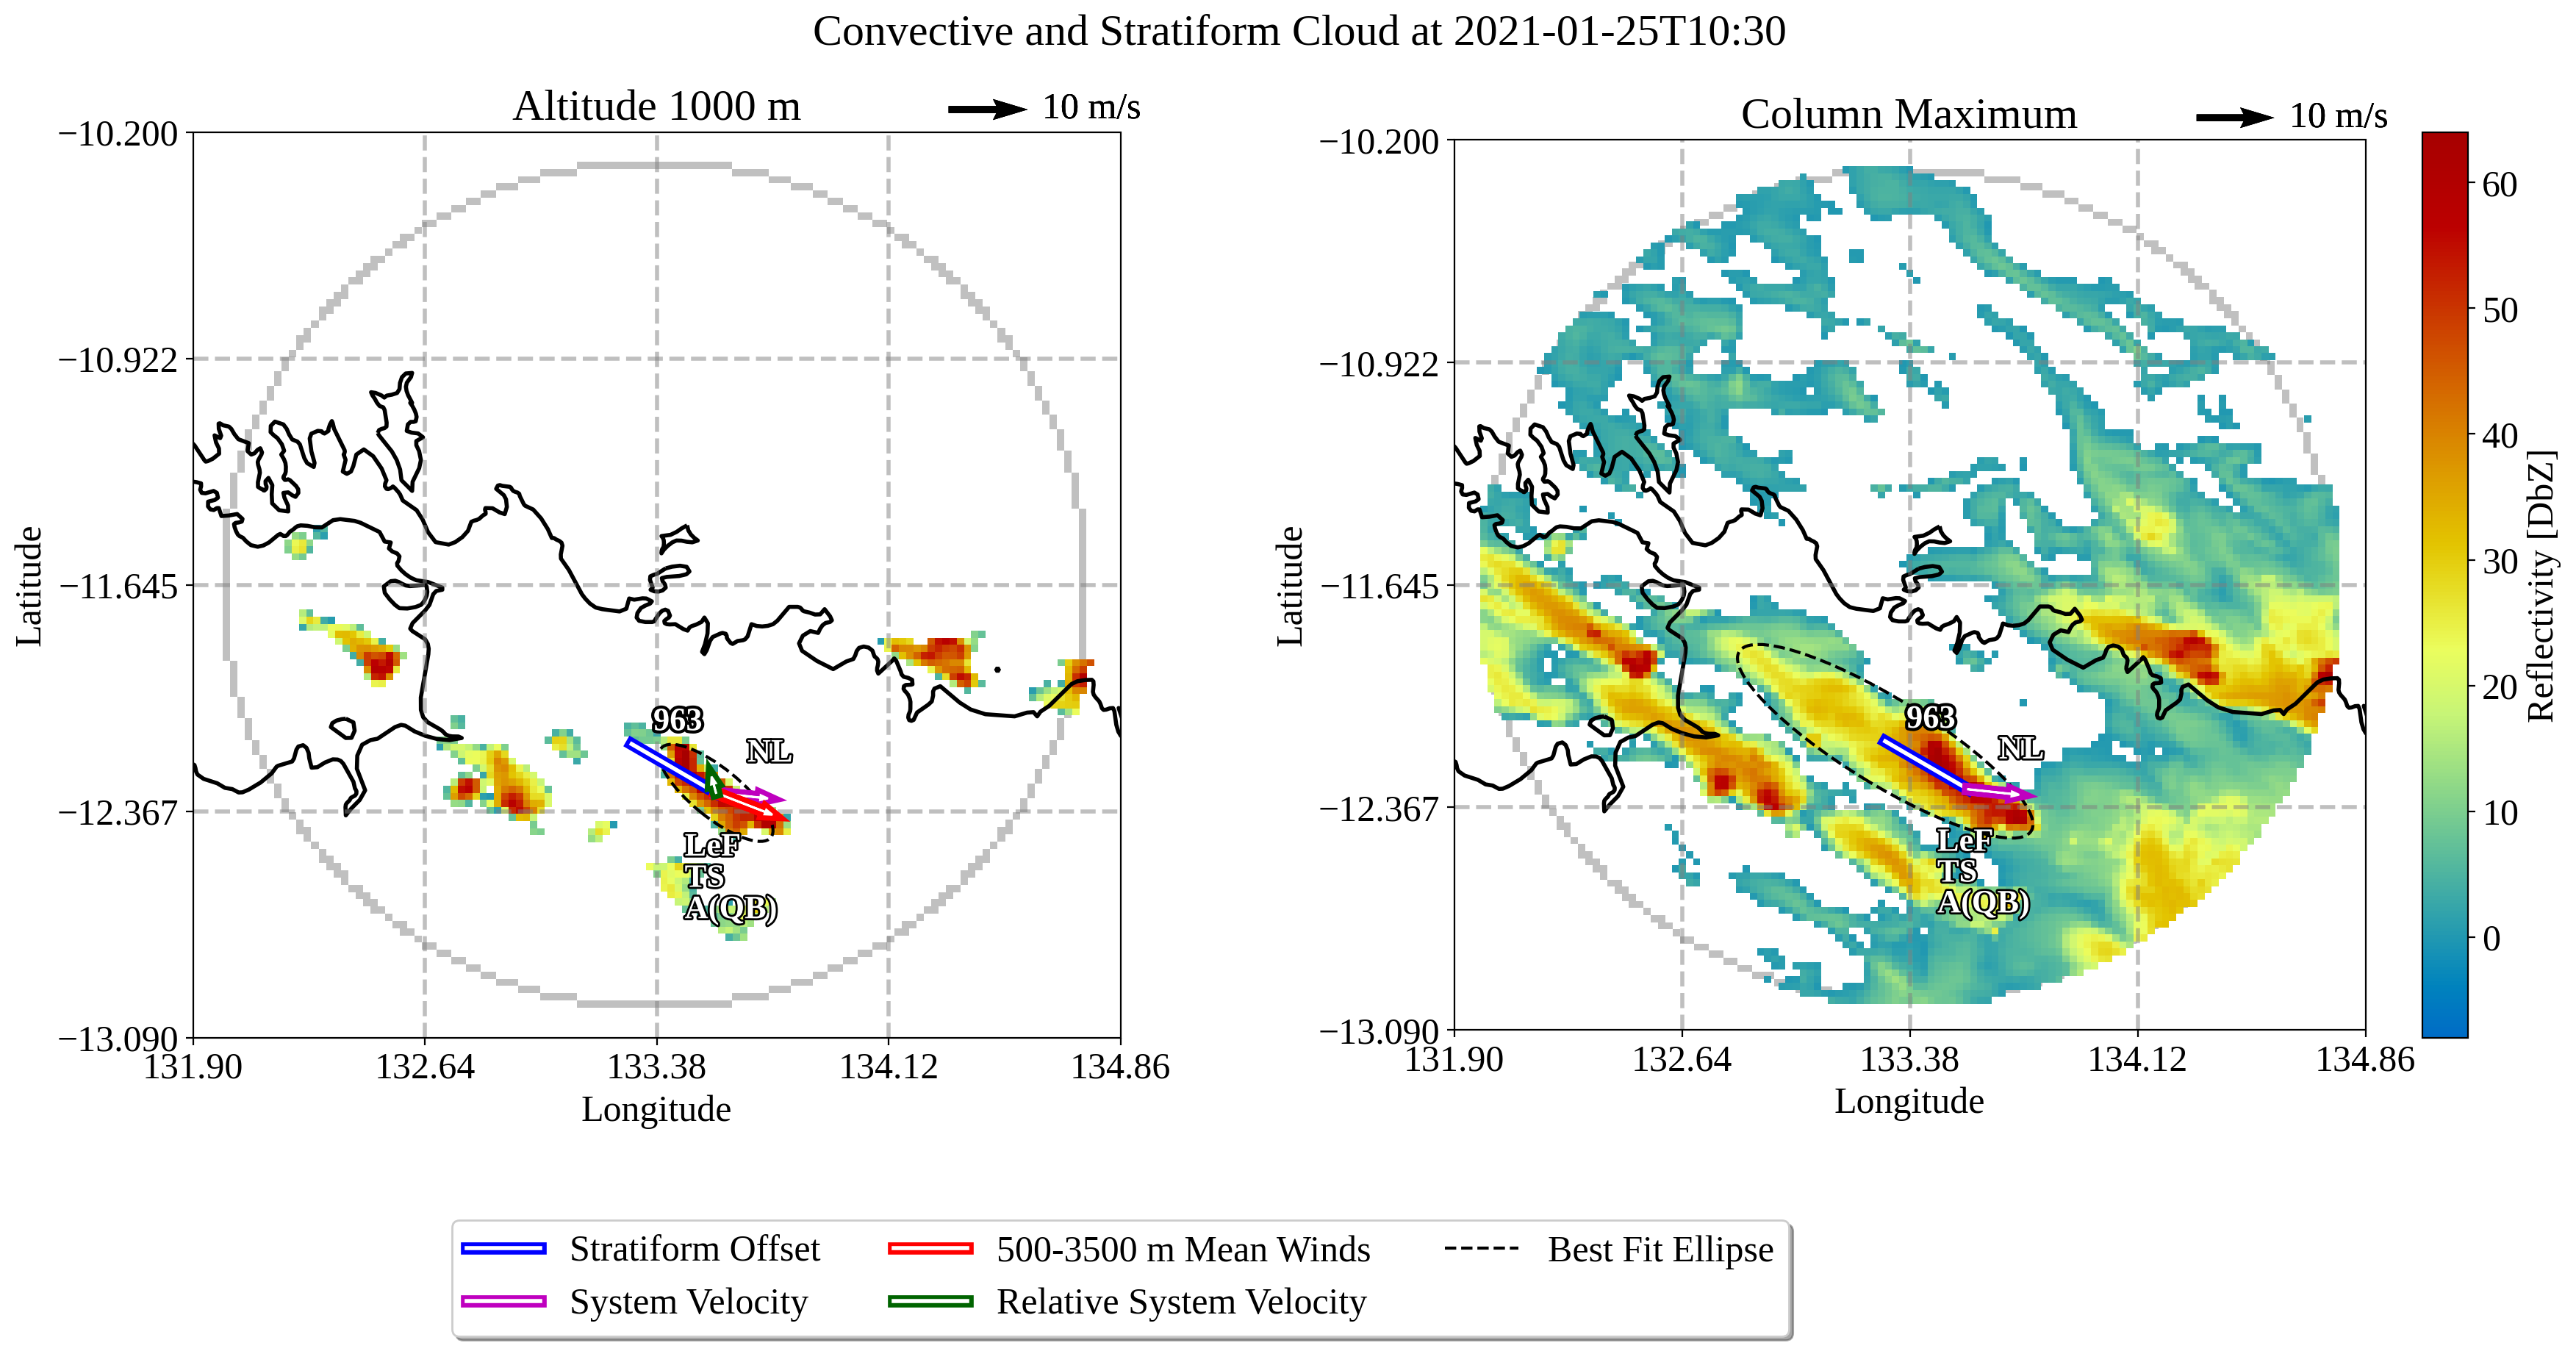 Convective and Stratiform Cloud at 2021-01-25T10:30
Altitude 1000 m
10 m/s
−10.200
−10.922
−11.645
−12.367
−13.090
131.90
132.64
133.38
134.12
134.86
Latitude
Longitude
963
NL
LeF
TS
A(QB)
Column Maximum
10 m/s
−10.200
−10.922
−11.645
−12.367
−13.090
131.90
132.64
133.38
134.12
134.86
Latitude
Longitude
963
NL
LeF
TS
A(QB)
60
50
40
30
20
10
0
Reflectivity [DbZ]
Stratiform Offset
System Velocity
500-3500 m Mean Winds
Relative System Velocity
Best Fit Ellipse